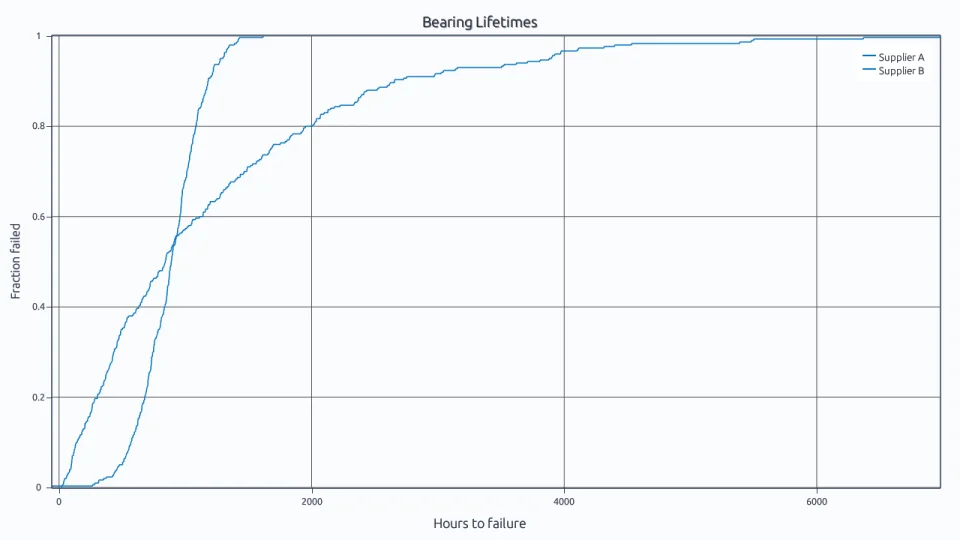 Bearing Lifetimes
Supplier A
Supplier B
1
0.8
0.6
0.4
0.2
0
0 2000 4000 6000
Fraction failed
Hours to failure